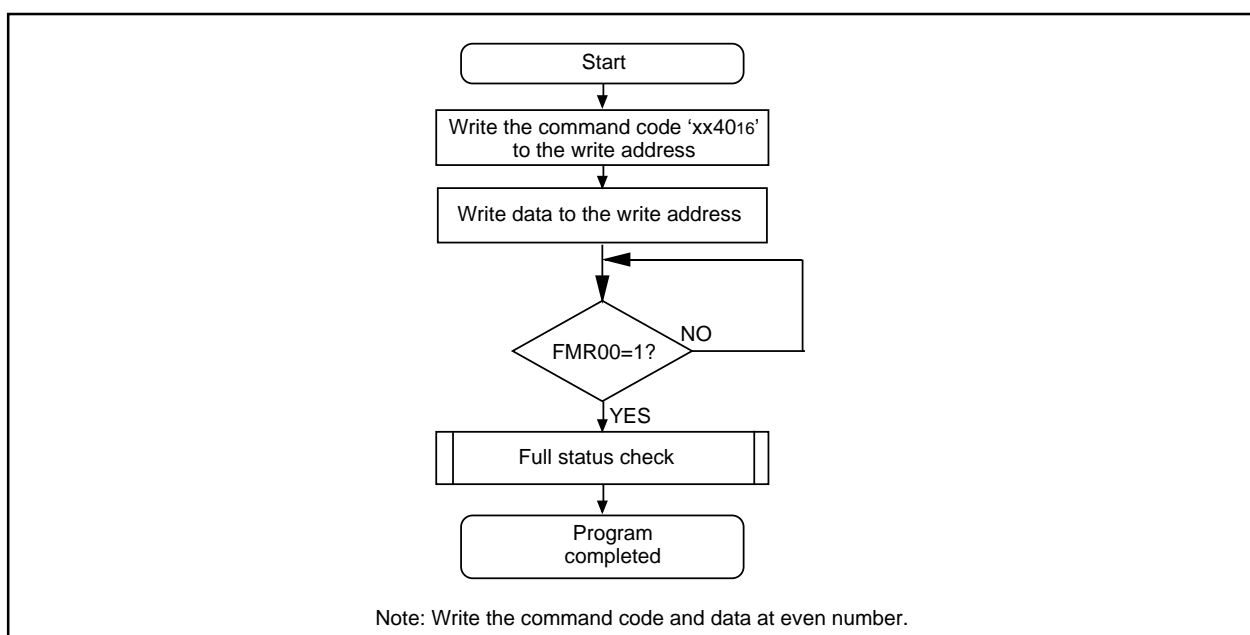 Start
Write the command code ‘xx4016’
to the write address
Write data to the write address
NO
FMR00=1?
YES
Full status check
Program
completed
Note: Write the command code and data at even number.